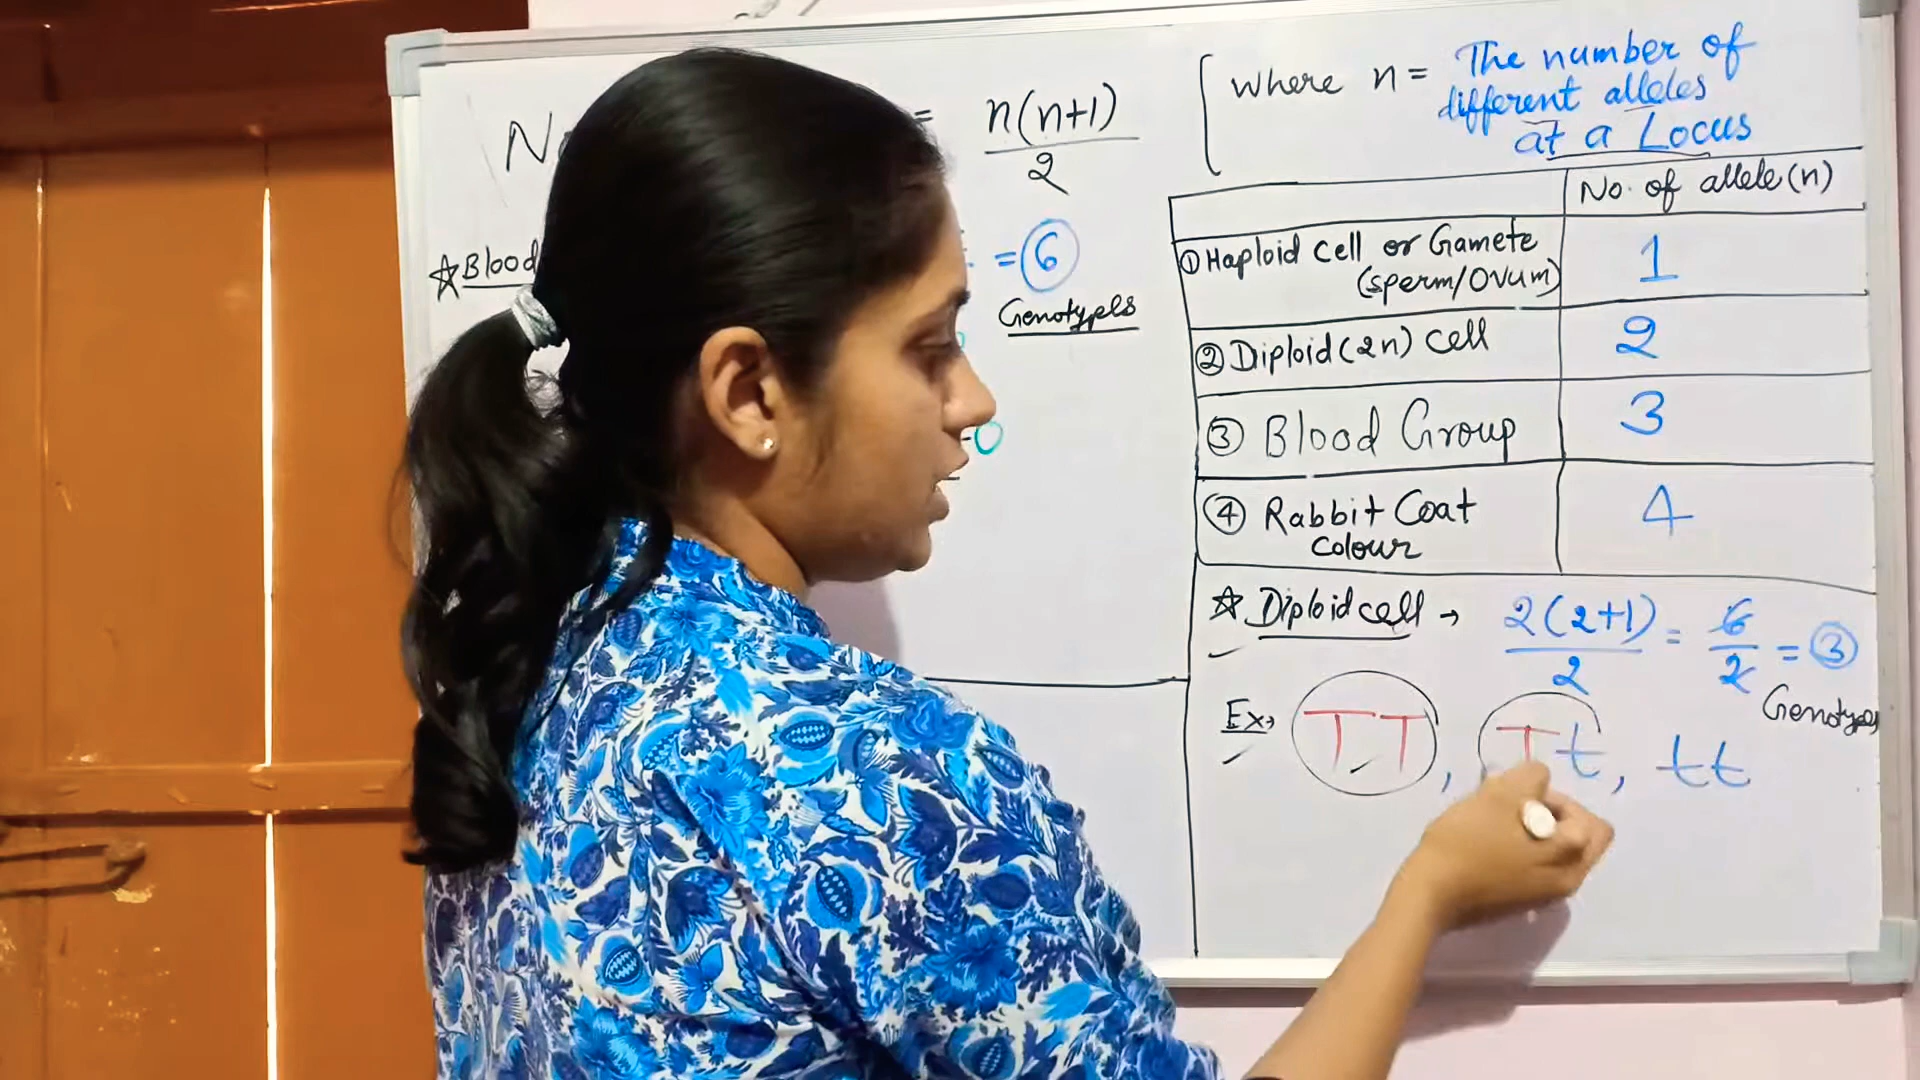 = n(n+1)
2
where n = The number of
different alleles
at a Locus
★ Blood
= 6
Genotypes
No. of allele(n)
① Haploid cell or Gamete
(sperm/Ovum)
1
② Diploid(2n) cell
2
③ Blood Group
3
④ Rabbit Coat
colour
4
☆ Diploid cell → 2(2+1) = 6 = 3
2 2
Genotypes
Ex→ TT, Tt, tt